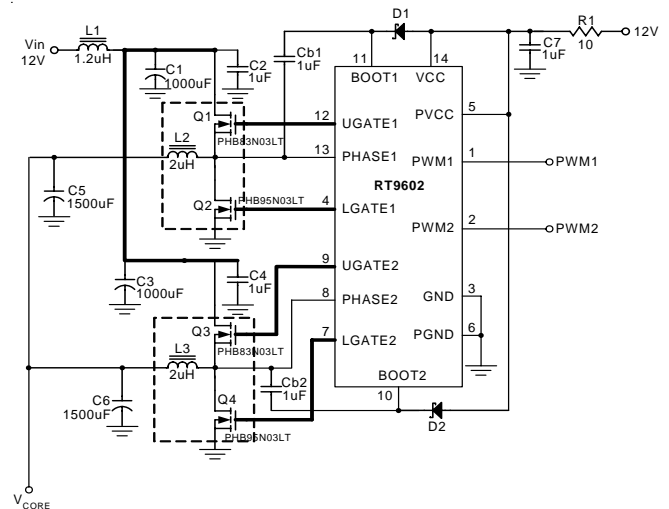 Vin
12V
L1
1.2uH
C1
1000uF
C2
1uF
Cb1
1uF
D1
R1
10
12V
C7
1uF
11
14
BOOT1
VCC
Q1
12
UGATE1
PVCC
5
PHB83N03LT
L2
2uH
13
PHASE1
PWM1
1
PWM1
RT9602
C5
1500uF
Q2
PHB95N03LT
4
LGATE1
PWM2
2
PWM2
C3
1000uF
C4
1uF
9
UGATE2
8
PHASE2
GND
3
Q3
PHB83N03LT
7
LGATE2
PGND
6
L3
2uH
BOOT2
10
Cb2
1uF
C6
1500uF
Q4
PHB95N03LT
D2
VCORE